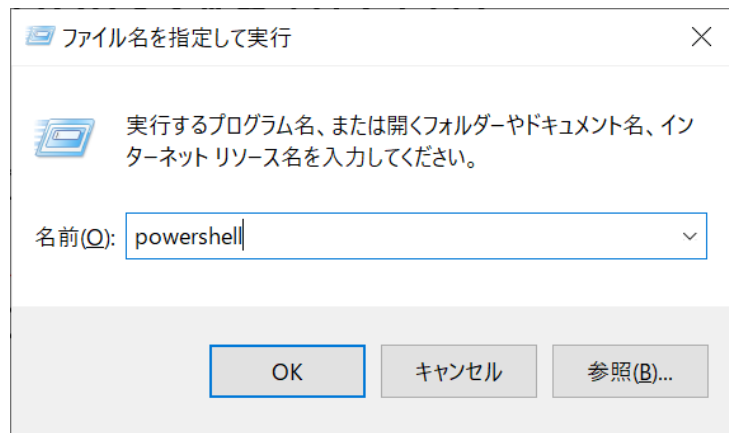 ファイル名を指定して実行
実行するプログラム名、または開くフォルダーやドキュメント名、イン
ターネット リソース名を入力してください。
名前(O): powershell
OK キャンセル 参照(B)...